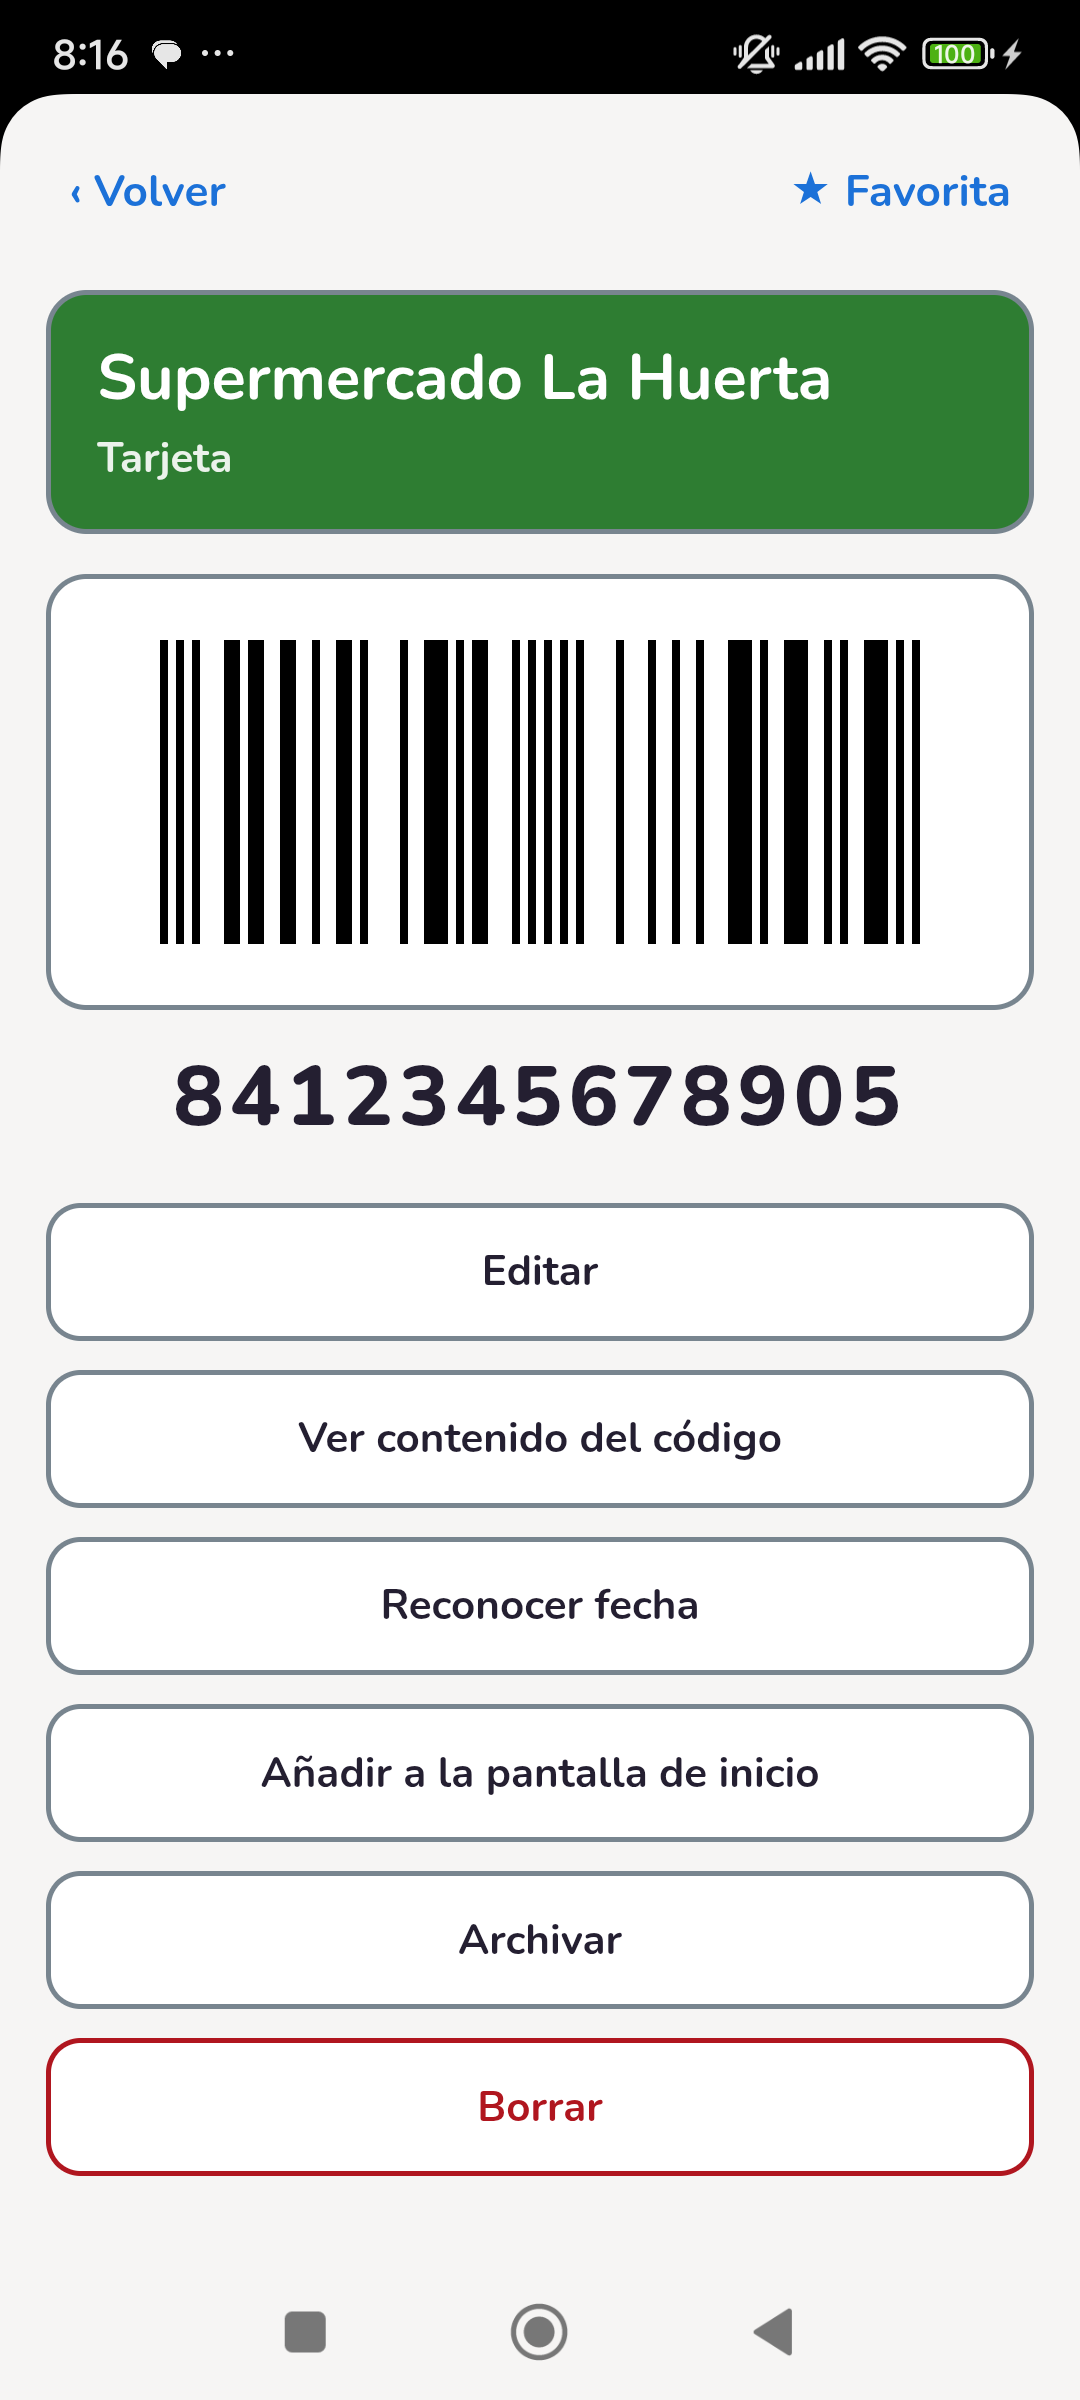 8:16
100
‹ Volver
★ Favorita
Supermercado La Huerta
Tarjeta
8412345678905
Editar
Ver contenido del código
Reconocer fecha
Añadir a la pantalla de inicio
Archivar
Borrar